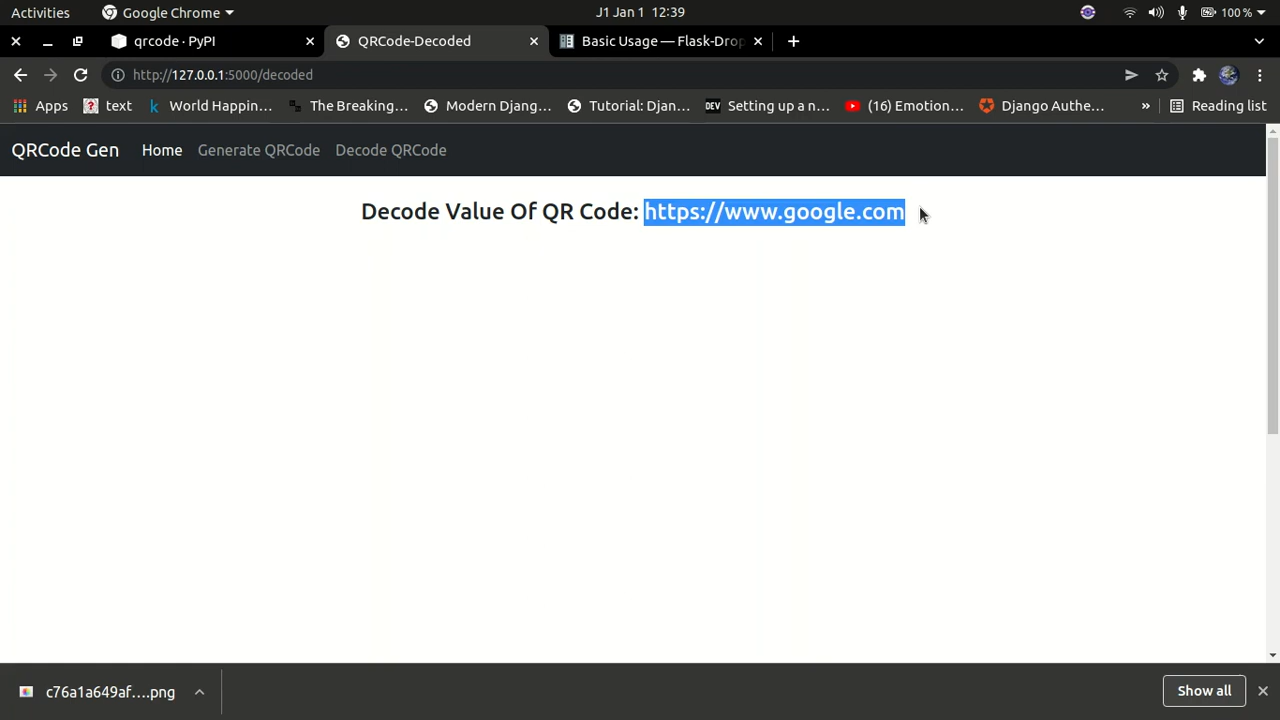 Activities Google Chrome J1 Jan 1 12:39 100 %
qrcode · PyPI QRCode-Decoded Basic Usage — Flask-Drop
http://127.0.0.1:5000/decoded
Apps text World Happin... The Breaking... Modern Djang... Tutorial: Djan... DEV Setting up a n... (16) Emotion... Django Authe... » Reading list
QRCode Gen Home Generate QRCode Decode QRCode
Decode Value Of QR Code: https://www.google.com
c76a1a649af....png Show all